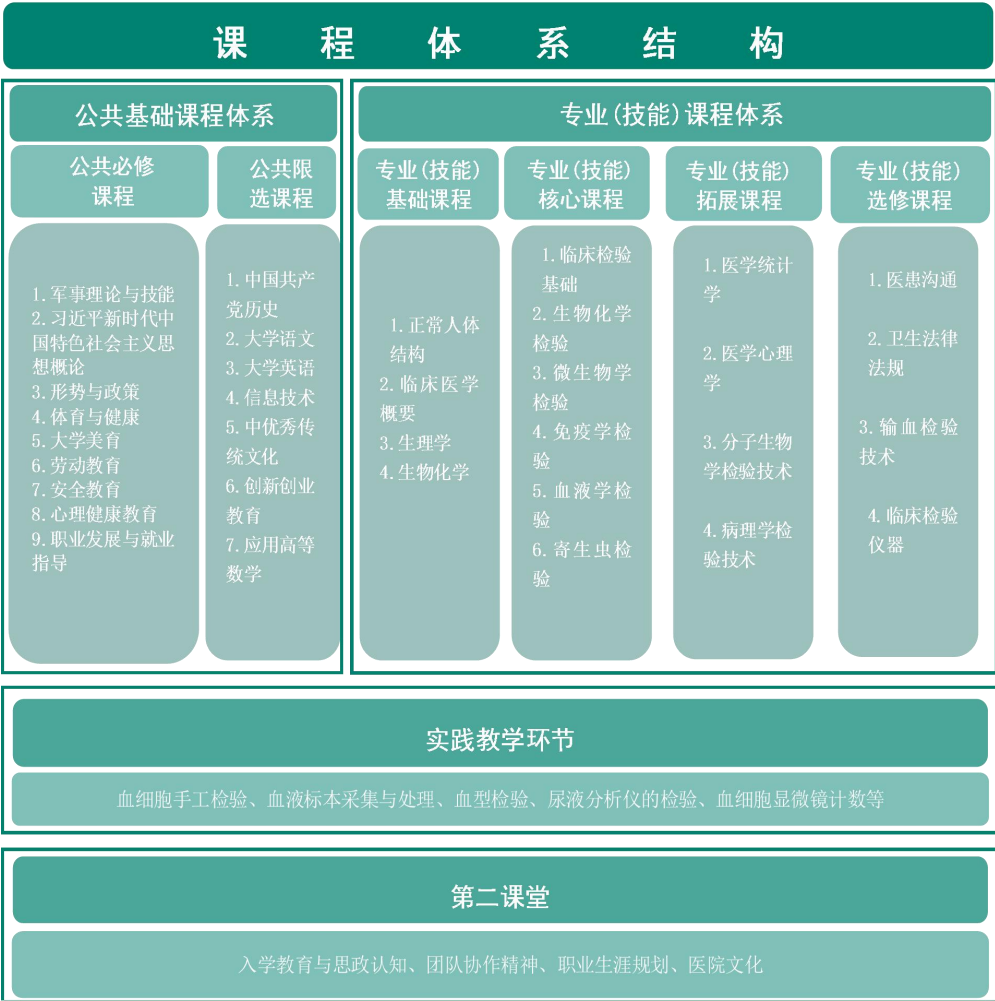 课程体系结构
公共基础课程体系
公共必修
课程
1.军事理论与技能
2.习近平新时代中
国特色社会主义思
想概论
3.形势与政策
4.体育与健康
5.大学美育
6.劳动教育
7.安全教育
8.心理健康教育
9.职业发展与就业
指导
公共限
选课程
1.中国共产
党历史
2.大学语文
3.大学英语
4.信息技术
5.中优秀传
统文化
6.创新创业
教育
7.应用高等
数学
专业(技能)课程体系
专业(技能)
基础课程
1.正常人体
结构
2.临床医学
概要
3.生理学
4.生物化学
专业(技能)
核心课程
1.临床检验
基础
2.生物化学
检验
3.微生物学
检验
4.免疫学检
验
5.血液学检
验
6.寄生虫检
验
专业(技能)
拓展课程
1.医学统计
学
2.医学心理
学
3.分子生物
学检验技术
4.病理学检
验技术
专业(技能)
选修课程
1.医患沟通
2.卫生法律
法规
3.输血检验
技术
4.临床检验
仪器
实践教学环节
血细胞手工检验、血液标本采集与处理、血型检验、尿液分析仪的检验、血细胞显微镜计数等
第二课堂
入学教育与思政认知、团队协作精神、职业生涯规划、医院文化